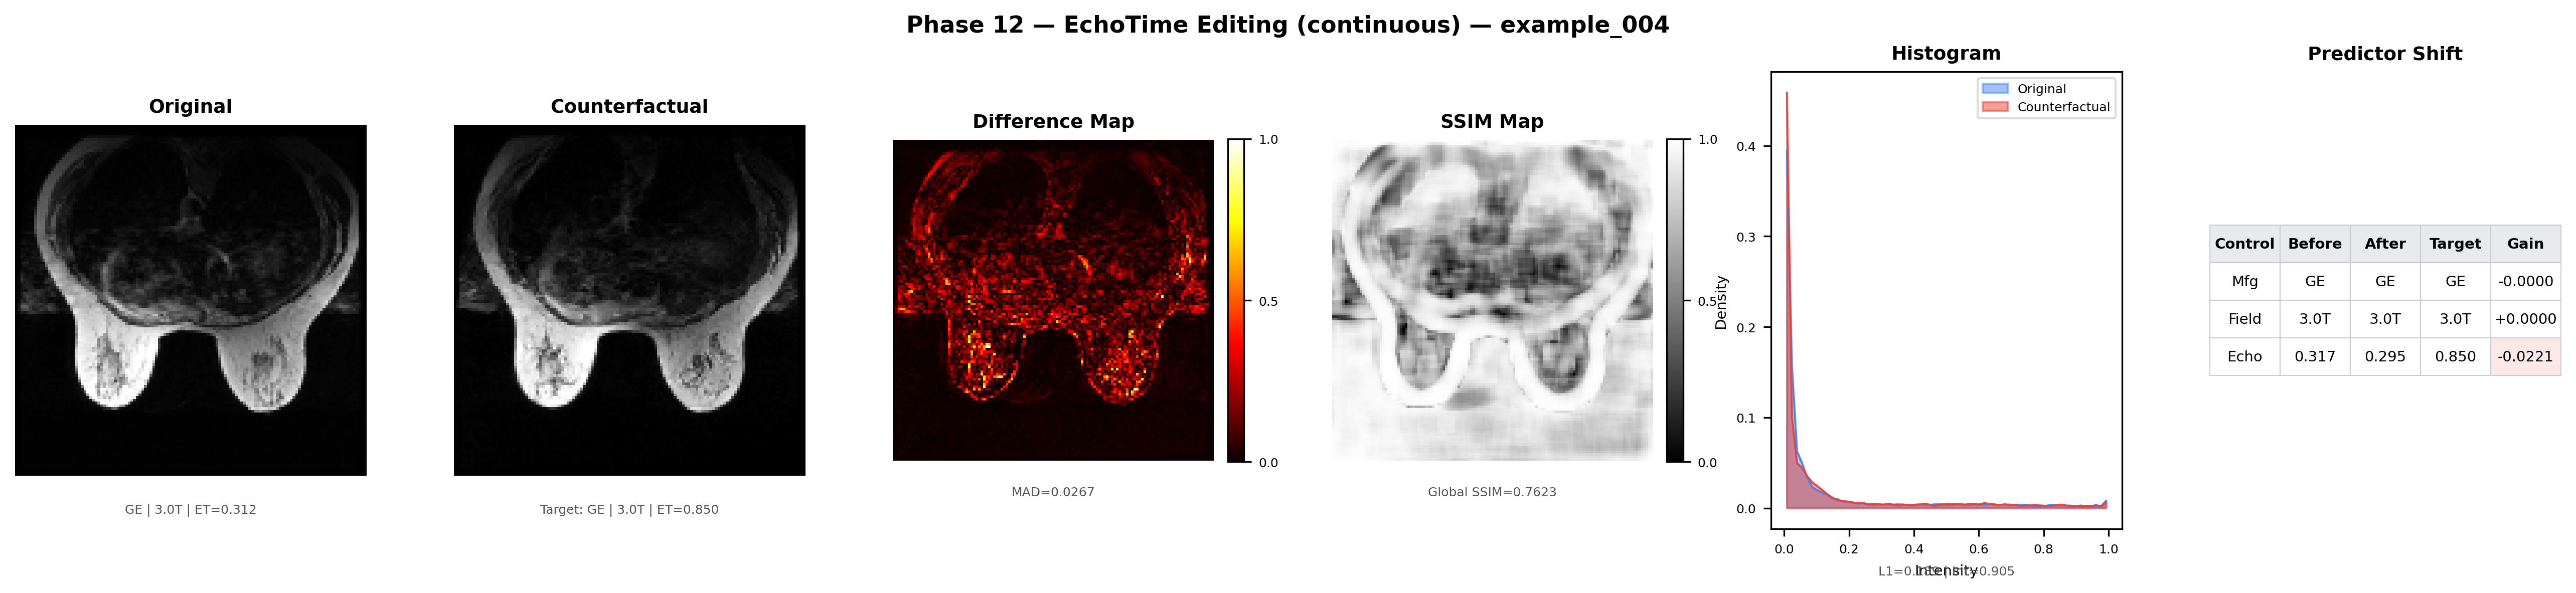 Phase 12 — EchoTime Editing (continuous) — example_004
Original
GE | 3.0T | ET=0.312
Counterfactual
Target: GE | 3.0T | ET=0.850
Difference Map
1.0
0.5
0.0
MAD=0.0267
SSIM Map
1.0
0.5
0.0
Global SSIM=0.7623
Histogram
Original
Counterfactual
Density
0.4
0.3
0.2
0.1
0.0
0.0 0.2 0.4 0.6 0.8 1.0
Intensity
=0.905
Predictor Shift
Control Before After Target Gain
Mfg GE GE GE -0.0000
Field 3.0T 3.0T 3.0T +0.0000
Echo 0.317 0.295 0.850 -0.0221